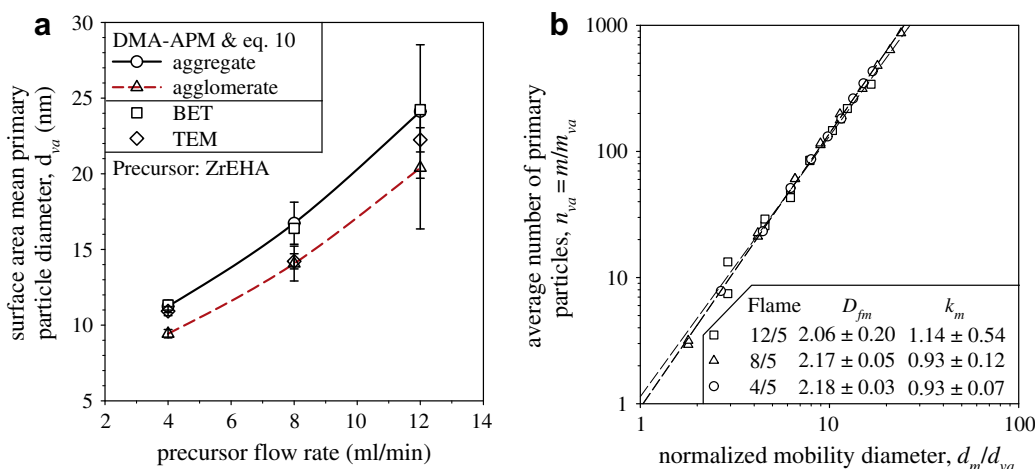 a
DMA-APM & eq. 10
aggregate
agglomerate
BET
TEM
Precursor: ZrEHA
surface area mean primary
particle diameter, d_va (nm)
30
25
20
15
10
5
2 4 6 8 10 12 14
precursor flow rate (ml/min)
b
average number of primary
particles, n_va = m/m_va
1000
100
10
1
Flame D_fm k_m
12/5 2.06 ± 0.20 1.14 ± 0.54
8/5 2.17 ± 0.05 0.93 ± 0.12
4/5 2.18 ± 0.03 0.93 ± 0.07
1 10 100
normalized mobility diameter, d_m/d_va